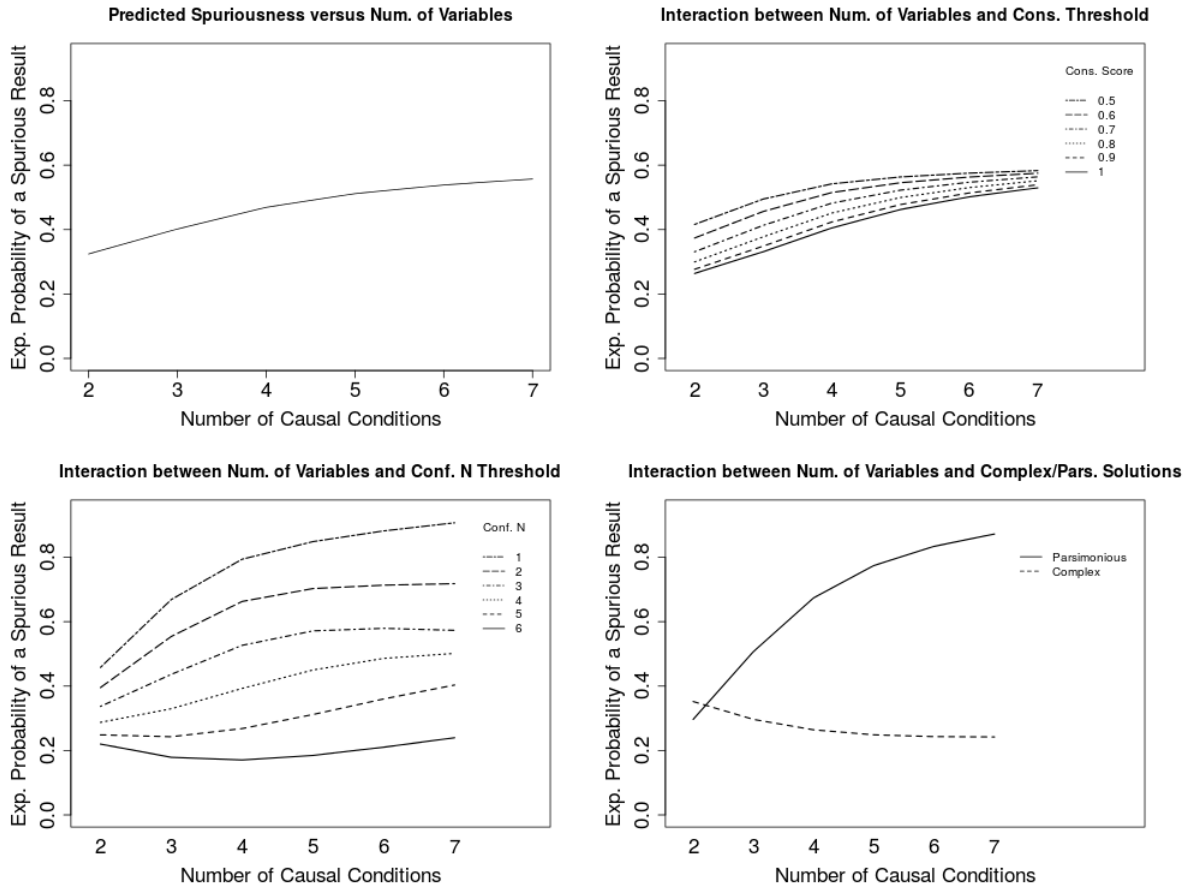 Predicted Spuriousness versus Num. of Variables
Exp. Probability of a Spurious Result
0.8
0.6
0.4
0.2
0.0
2 3 4 5 6 7
Number of Causal Conditions
Interaction between Num. of Variables and Cons. Threshold
Exp. Probability of a Spurious Result
0.8
0.6
0.4
0.2
0.0
Cons. Score
0.5
0.6
0.7
0.8
0.9
1
2 3 4 5 6 7
Number of Causal Conditions
Interaction between Num. of Variables and Conf. N Threshold
Exp. Probability of a Spurious Result
0.8
0.6
0.4
0.2
0.0
Conf. N
1
2
3
4
5
6
2 3 4 5 6 7
Number of Causal Conditions
Interaction between Num. of Variables and Complex/Pars. Solutions
Exp. Probability of a Spurious Result
0.8
0.6
0.4
0.2
0.0
Parsimonious
Complex
2 3 4 5 6 7
Number of Causal Conditions